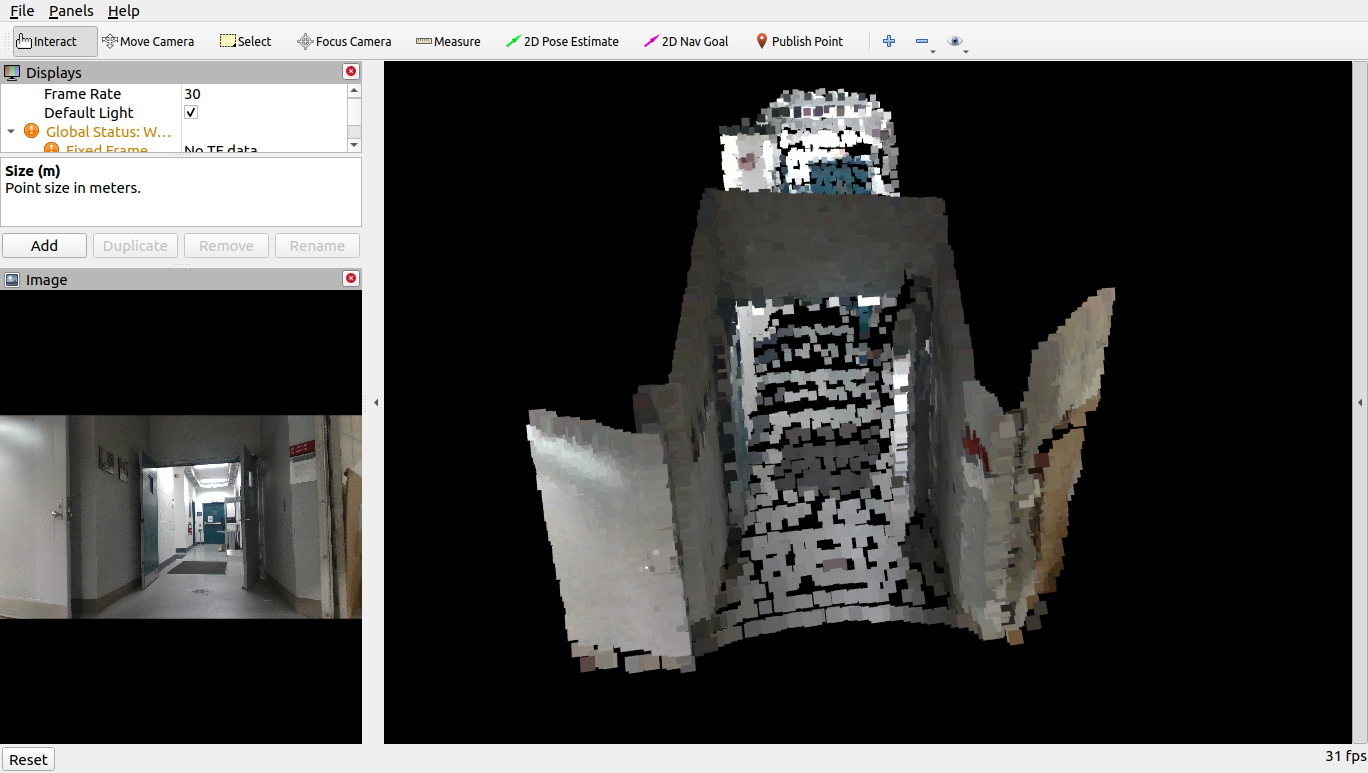 File Panels Help
Interact Move Camera Select Focus Camera Measure 2D Pose Estimate 2D Nav Goal Publish Point
Displays
Frame Rate 30
Default Light
Global Status: W...
Fixed Frame No TF data
Size (m)
Point size in meters.
Add Duplicate Remove Rename
Image
Reset
31 fps